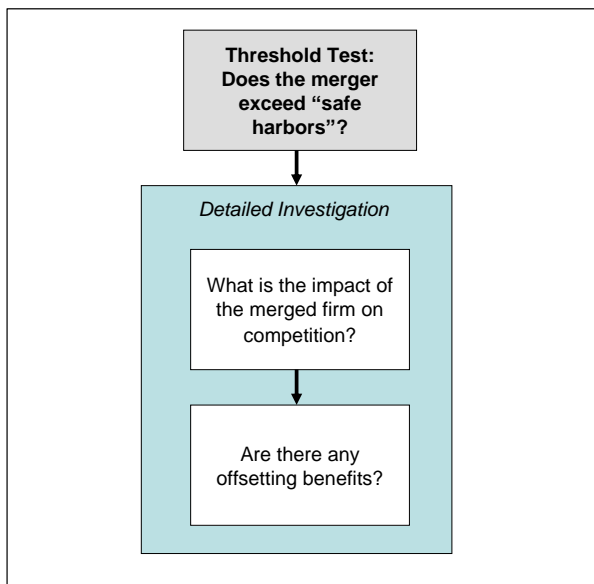 Threshold Test:
Does the merger
exceed “safe
harbors”?
Detailed Investigation
What is the impact of
the merged firm on
competition?
Are there any
offsetting benefits?